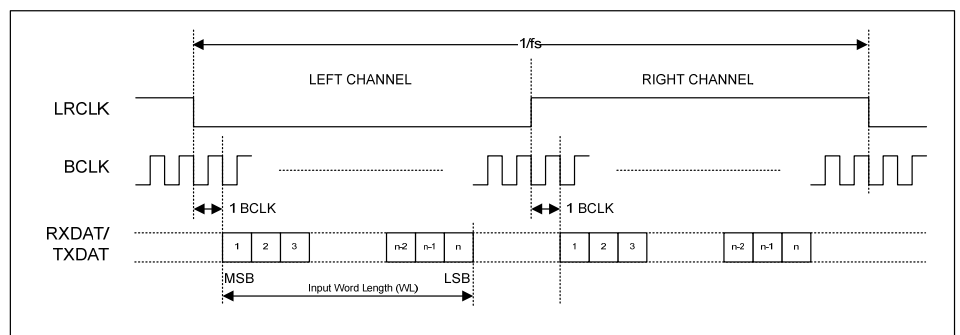 1/fs
LEFT CHANNEL RIGHT CHANNEL
LRCLK
BCLK
1 BCLK 1 BCLK
RXDAT/
TXDAT
1 2 3 n-2 n-1 n 1 2 3 n-2 n-1 n
MSB LSB
Input Word Length (WL)